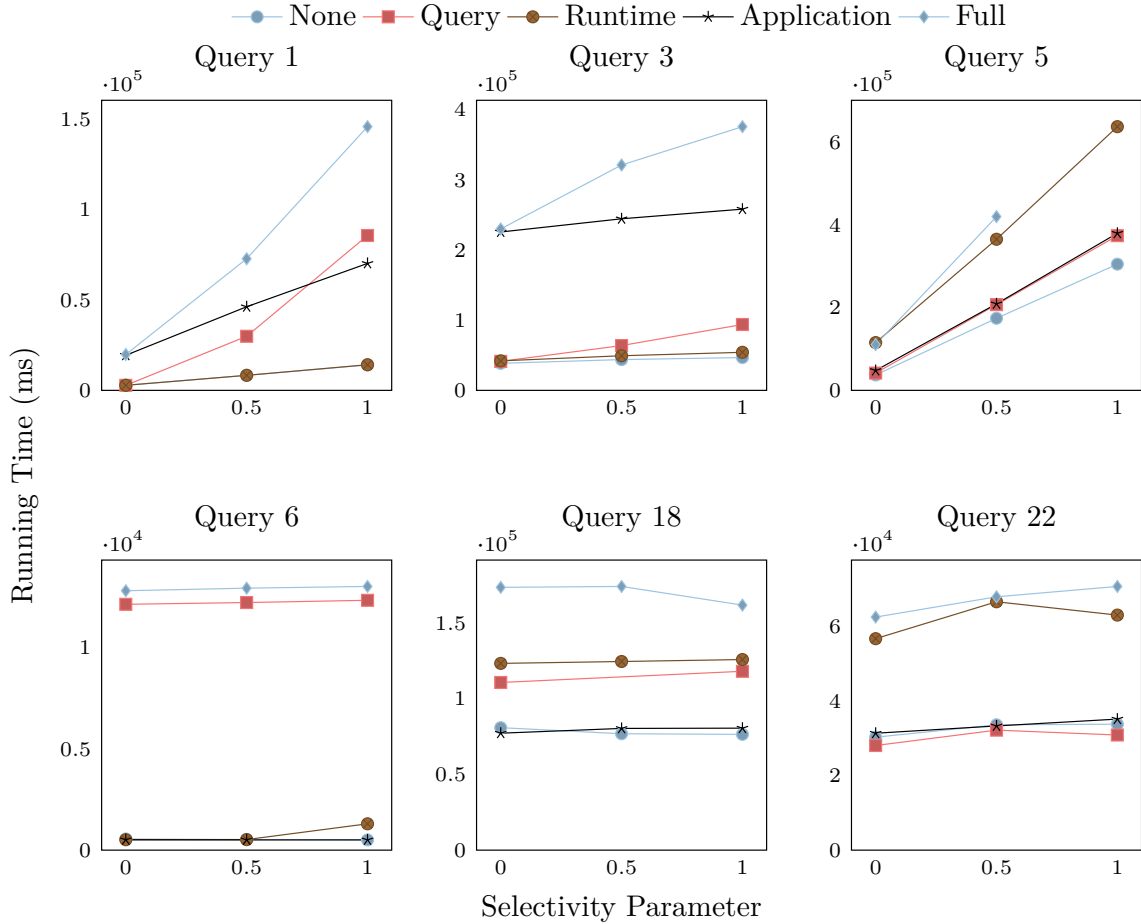 None Query Runtime Application Full
Query 1 Query 3 Query 5
·10^5 ·10^5 ·10^5
1.5
1
0.5
0
0 0.5 1
4
3
2
1
0
0 0.5 1
6
4
2
0
0 0.5 1
Running Time (ms)
Query 6 Query 18 Query 22
·10^4 ·10^5 ·10^4
1
0.5
0
0 0.5 1
1.5
1
0.5
0
0 0.5 1
6
4
2
0
0 0.5 1
Selectivity Parameter